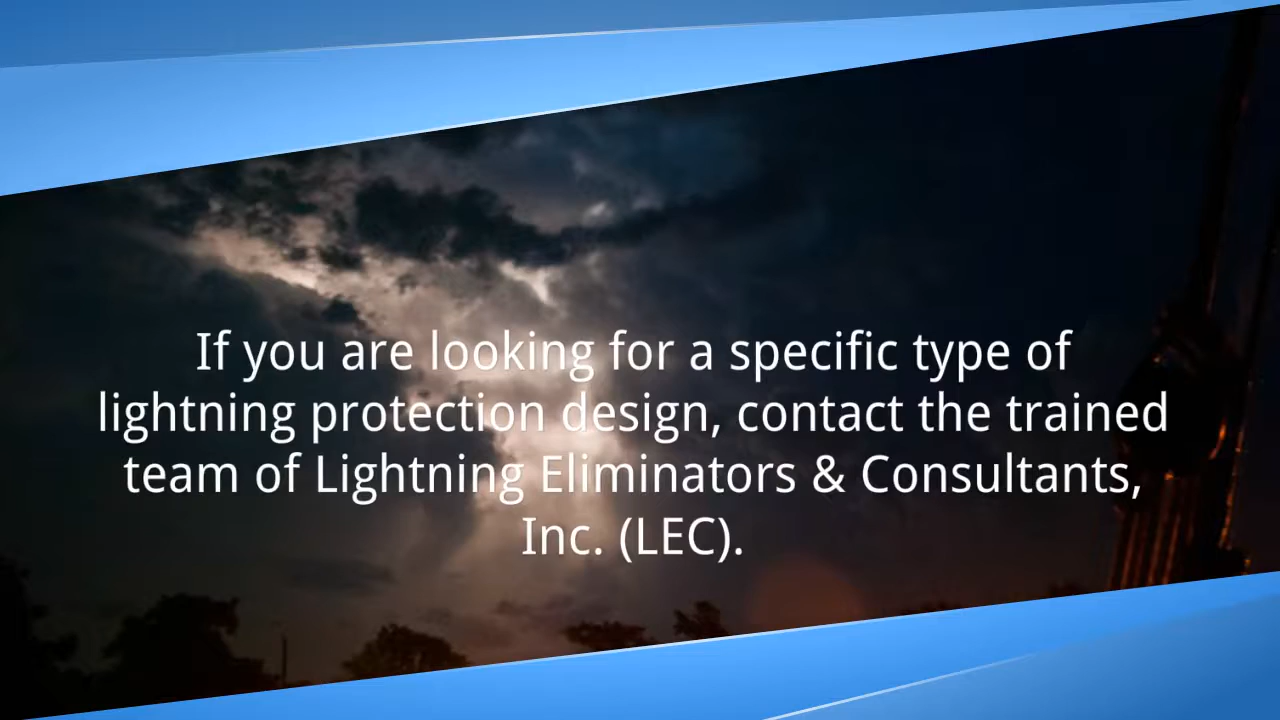 If you are looking for a specific type of
lightning protection design, contact the trained
team of Lightning Eliminators & Consultants,
Inc. (LEC).